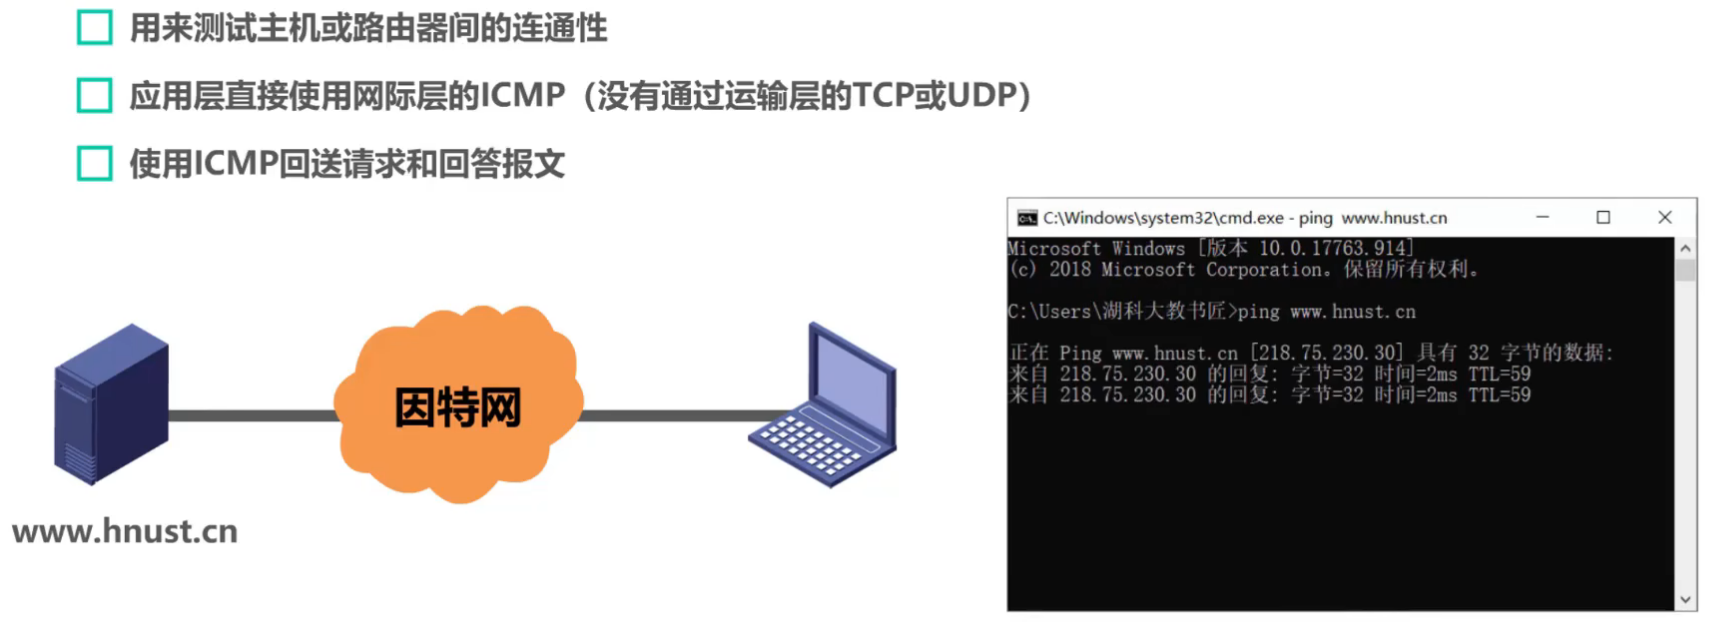 用来测试主机或路由器间的连通性
应用层直接使用网际层的ICMP（没有通过运输层的TCP或UDP）
使用ICMP回送请求和回答报文
因特网
www.hnust.cn
C:\Windows\system32\cmd.exe - ping  www.hnust.cn
Microsoft Windows [版本 10.0.17763.914]
(c) 2018 Microsoft Corporation。保留所有权利。
C:\Users\湖科大教书匠>ping www.hnust.cn
正在 Ping www.hnust.cn [218.75.230.30] 具有 32 字节的数据:
来自 218.75.230.30 的回复: 字节=32 时间=2ms TTL=59
来自 218.75.230.30 的回复: 字节=32 时间=2ms TTL=59